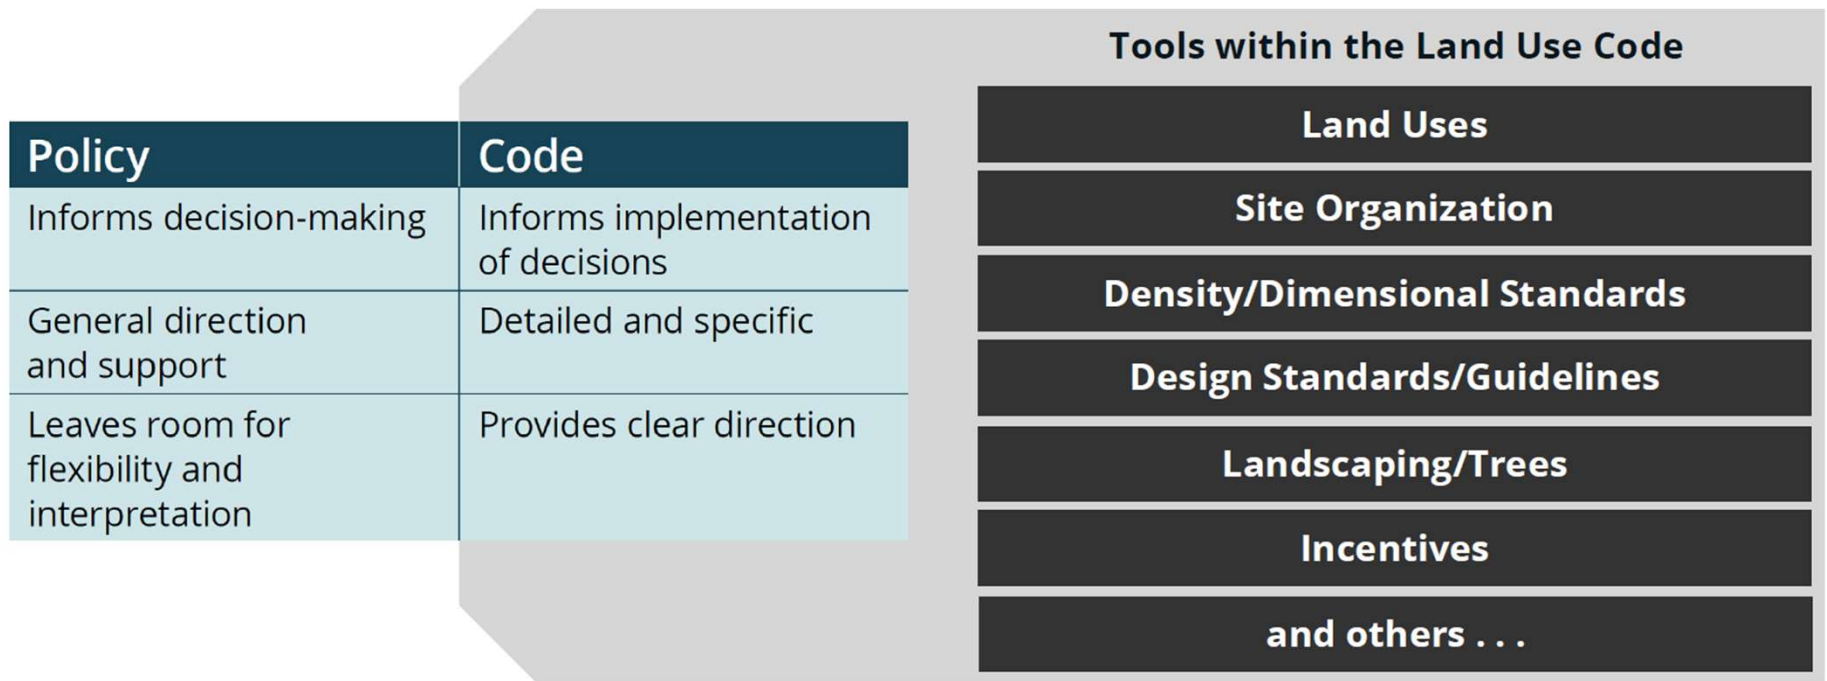 Policy
Code
Informs decision-making
Informs implementation
of decisions
General direction
and support
Detailed and specific
Leaves room for
flexibility and
interpretation
Provides clear direction
Tools within the Land Use Code
Land Uses
Site Organization
Density/Dimensional Standards
Design Standards/Guidelines
Landscaping/Trees
Incentives
and others . . .